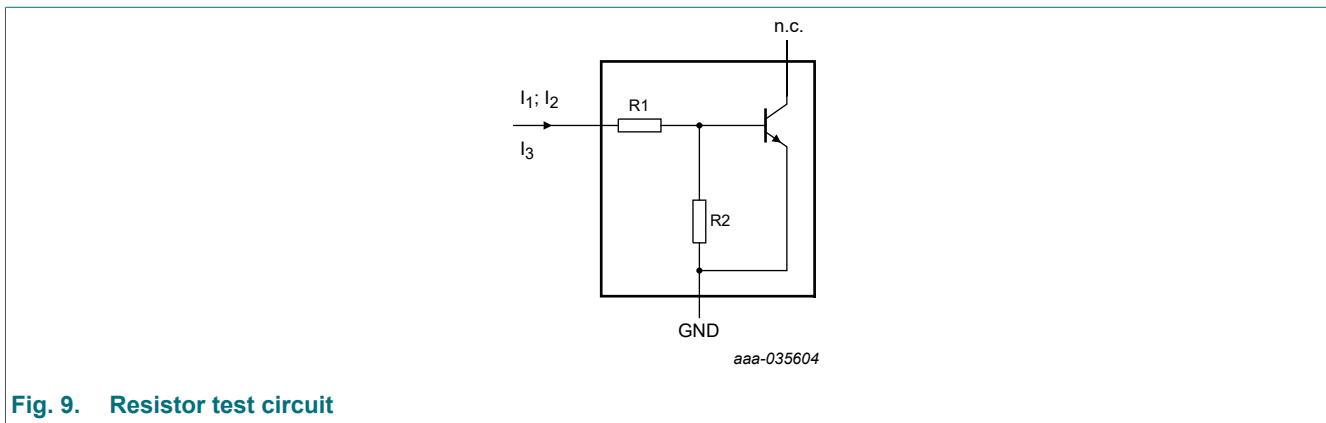 n.c.
I1; I2
R1
I3
R2
GND
aaa-035604
Fig. 9. Resistor test circuit